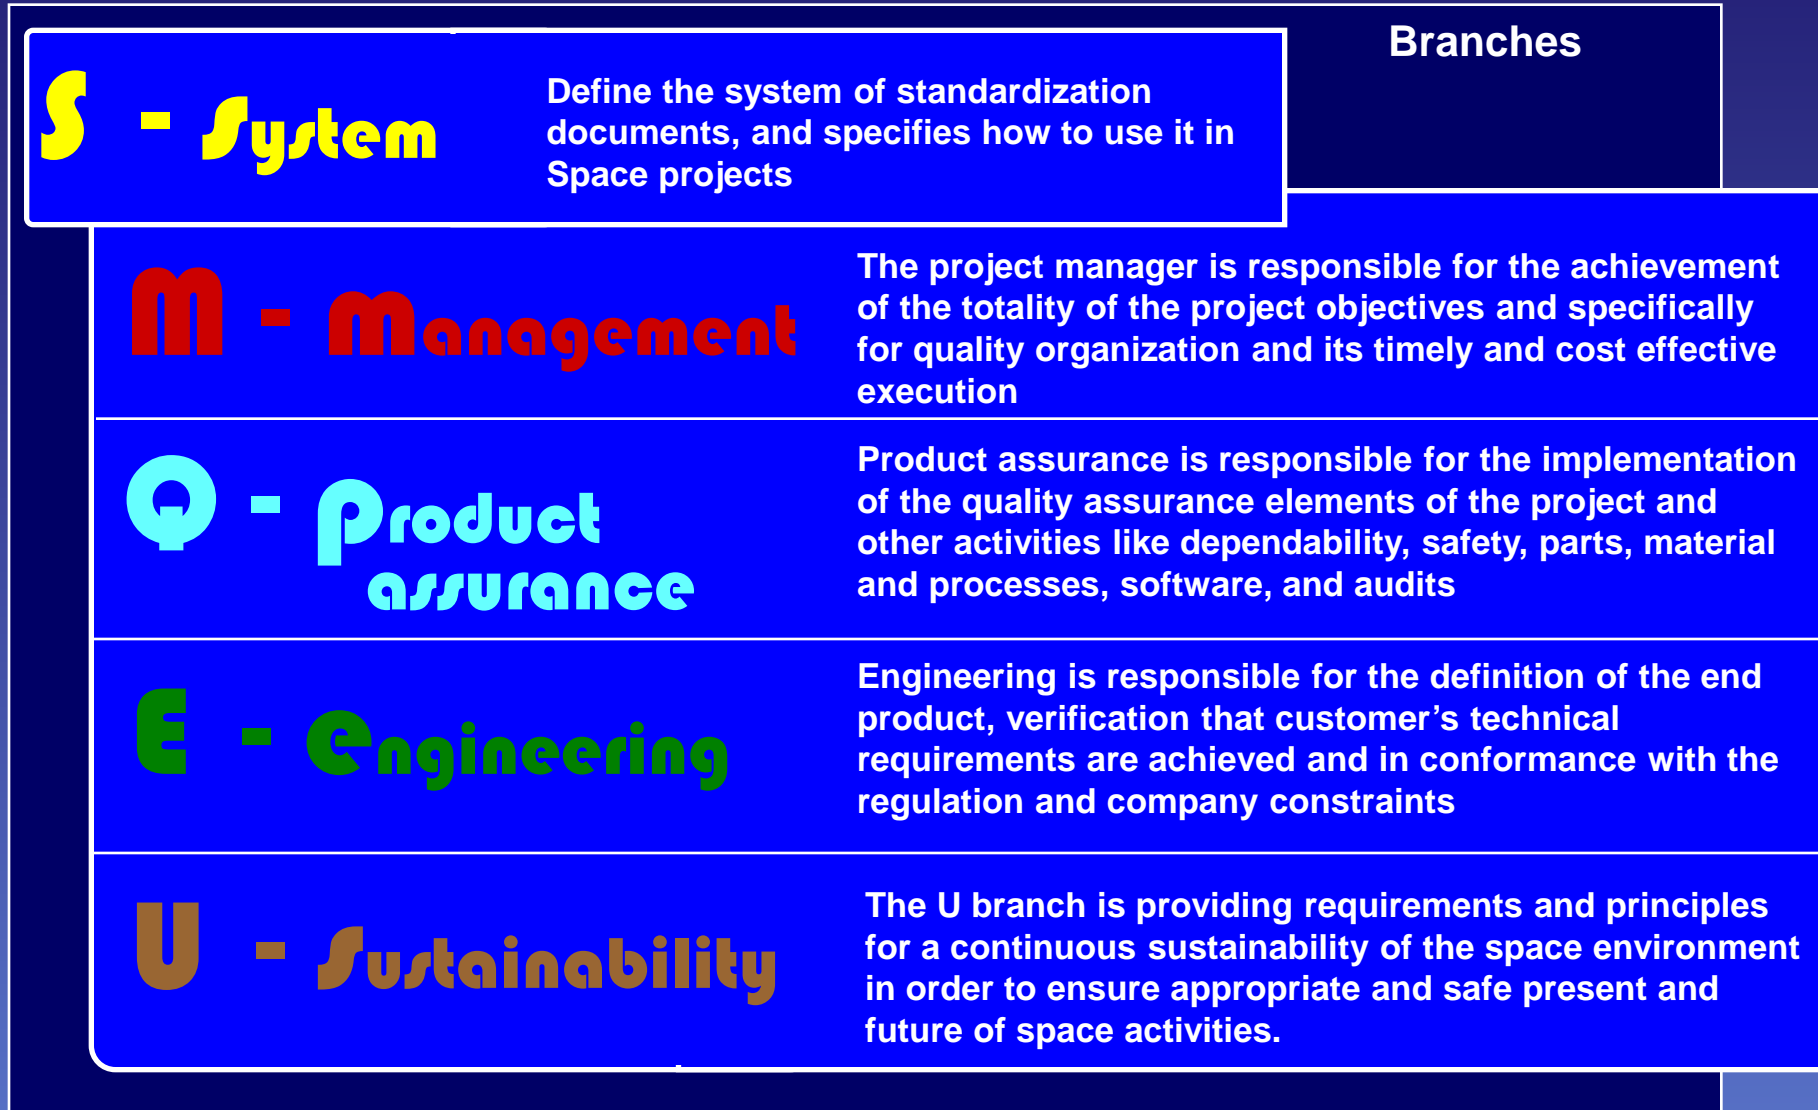 Branches
S - System
Define the system of standardization
documents, and specifies how to use it in
Space projects
M - Management
The project manager is responsible for the achievement
of the totality of the project objectives and specifically
for quality organization and its timely and cost effective
execution
Q - Product
assurance
Product assurance is responsible for the implementation
of the quality assurance elements of the project and
other activities like dependability, safety, parts, material
and processes, software, and audits
E - Engineering
Engineering is responsible for the definition of the end
product, verification that customer’s technical
requirements are achieved and in conformance with the
regulation and company constraints
U - Sustainability
The U branch is providing requirements and principles
for a continuous sustainability of the space environment
in order to ensure appropriate and safe present and
future of space activities.